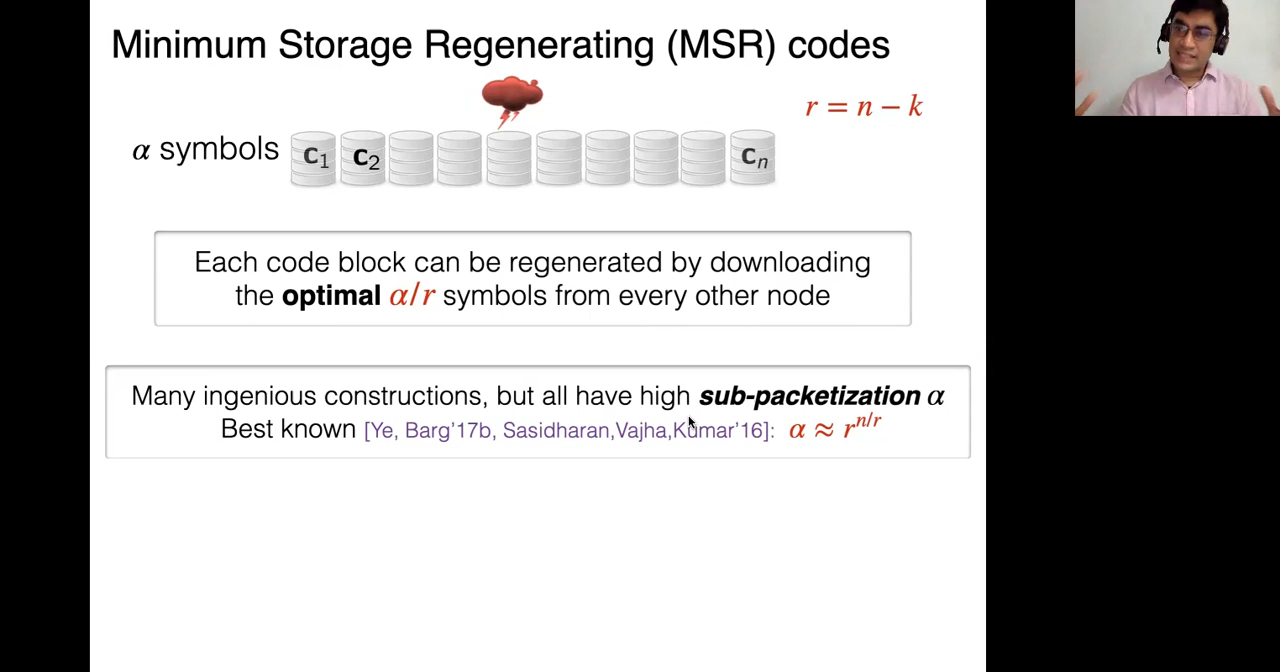 Minimum Storage Regenerating (MSR) codes
r = n − k
α symbols c₁ c₂ cₙ
Each code block can be regenerated by downloading
the optimal α/r symbols from every other node
Many ingenious constructions, but all have high sub-packetization α
Best known [Ye, Barg'17b, Sasidharan,Vajha,Kumar'16]: α ≈ r^{n/r}